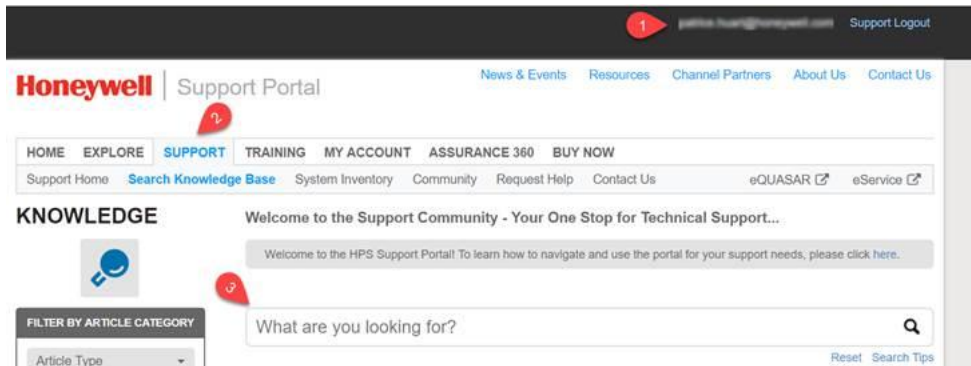 1 Support Logout
Honeywell | Support Portal News & Events Resources Channel Partners About Us Contact Us
2
HOME EXPLORE SUPPORT TRAINING MY ACCOUNT ASSURANCE 360 BUY NOW
Support Home Search Knowledge Base System Inventory Community Request Help Contact Us eQUASAR eService
KNOWLEDGE Welcome to the Support Community - Your One Stop for Technical Support...
Welcome to the HPS Support Portal! To learn how to navigate and use the portal for your support needs, please click here.
3
FILTER BY ARTICLE CATEGORY What are you looking for?
Article Type Reset Search Tips